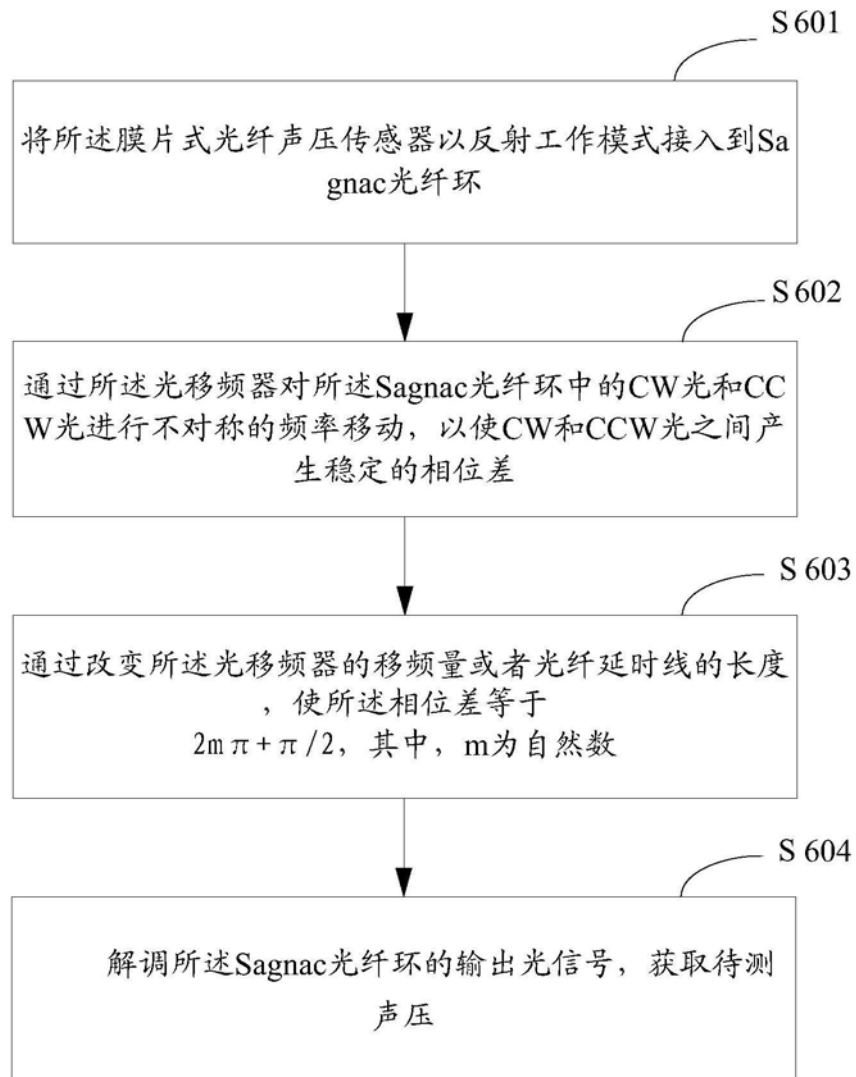 S601
将所述膜片式光纤声压传感器以反射工作模式接入到Sa
gnac光纤环
S602
通过所述光移频器对所述Sagnac光纤环中的CW光和CC
W光进行不对称的频率移动，以使CW和CCW光之间产
生稳定的相位差
S603
通过改变所述光移频器的移频量或者光纤延时线的长度
，使所述相位差等于
2mπ+π/2，其中，m为自然数
S604
解调所述Sagnac光纤环的输出光信号，获取待测
声压